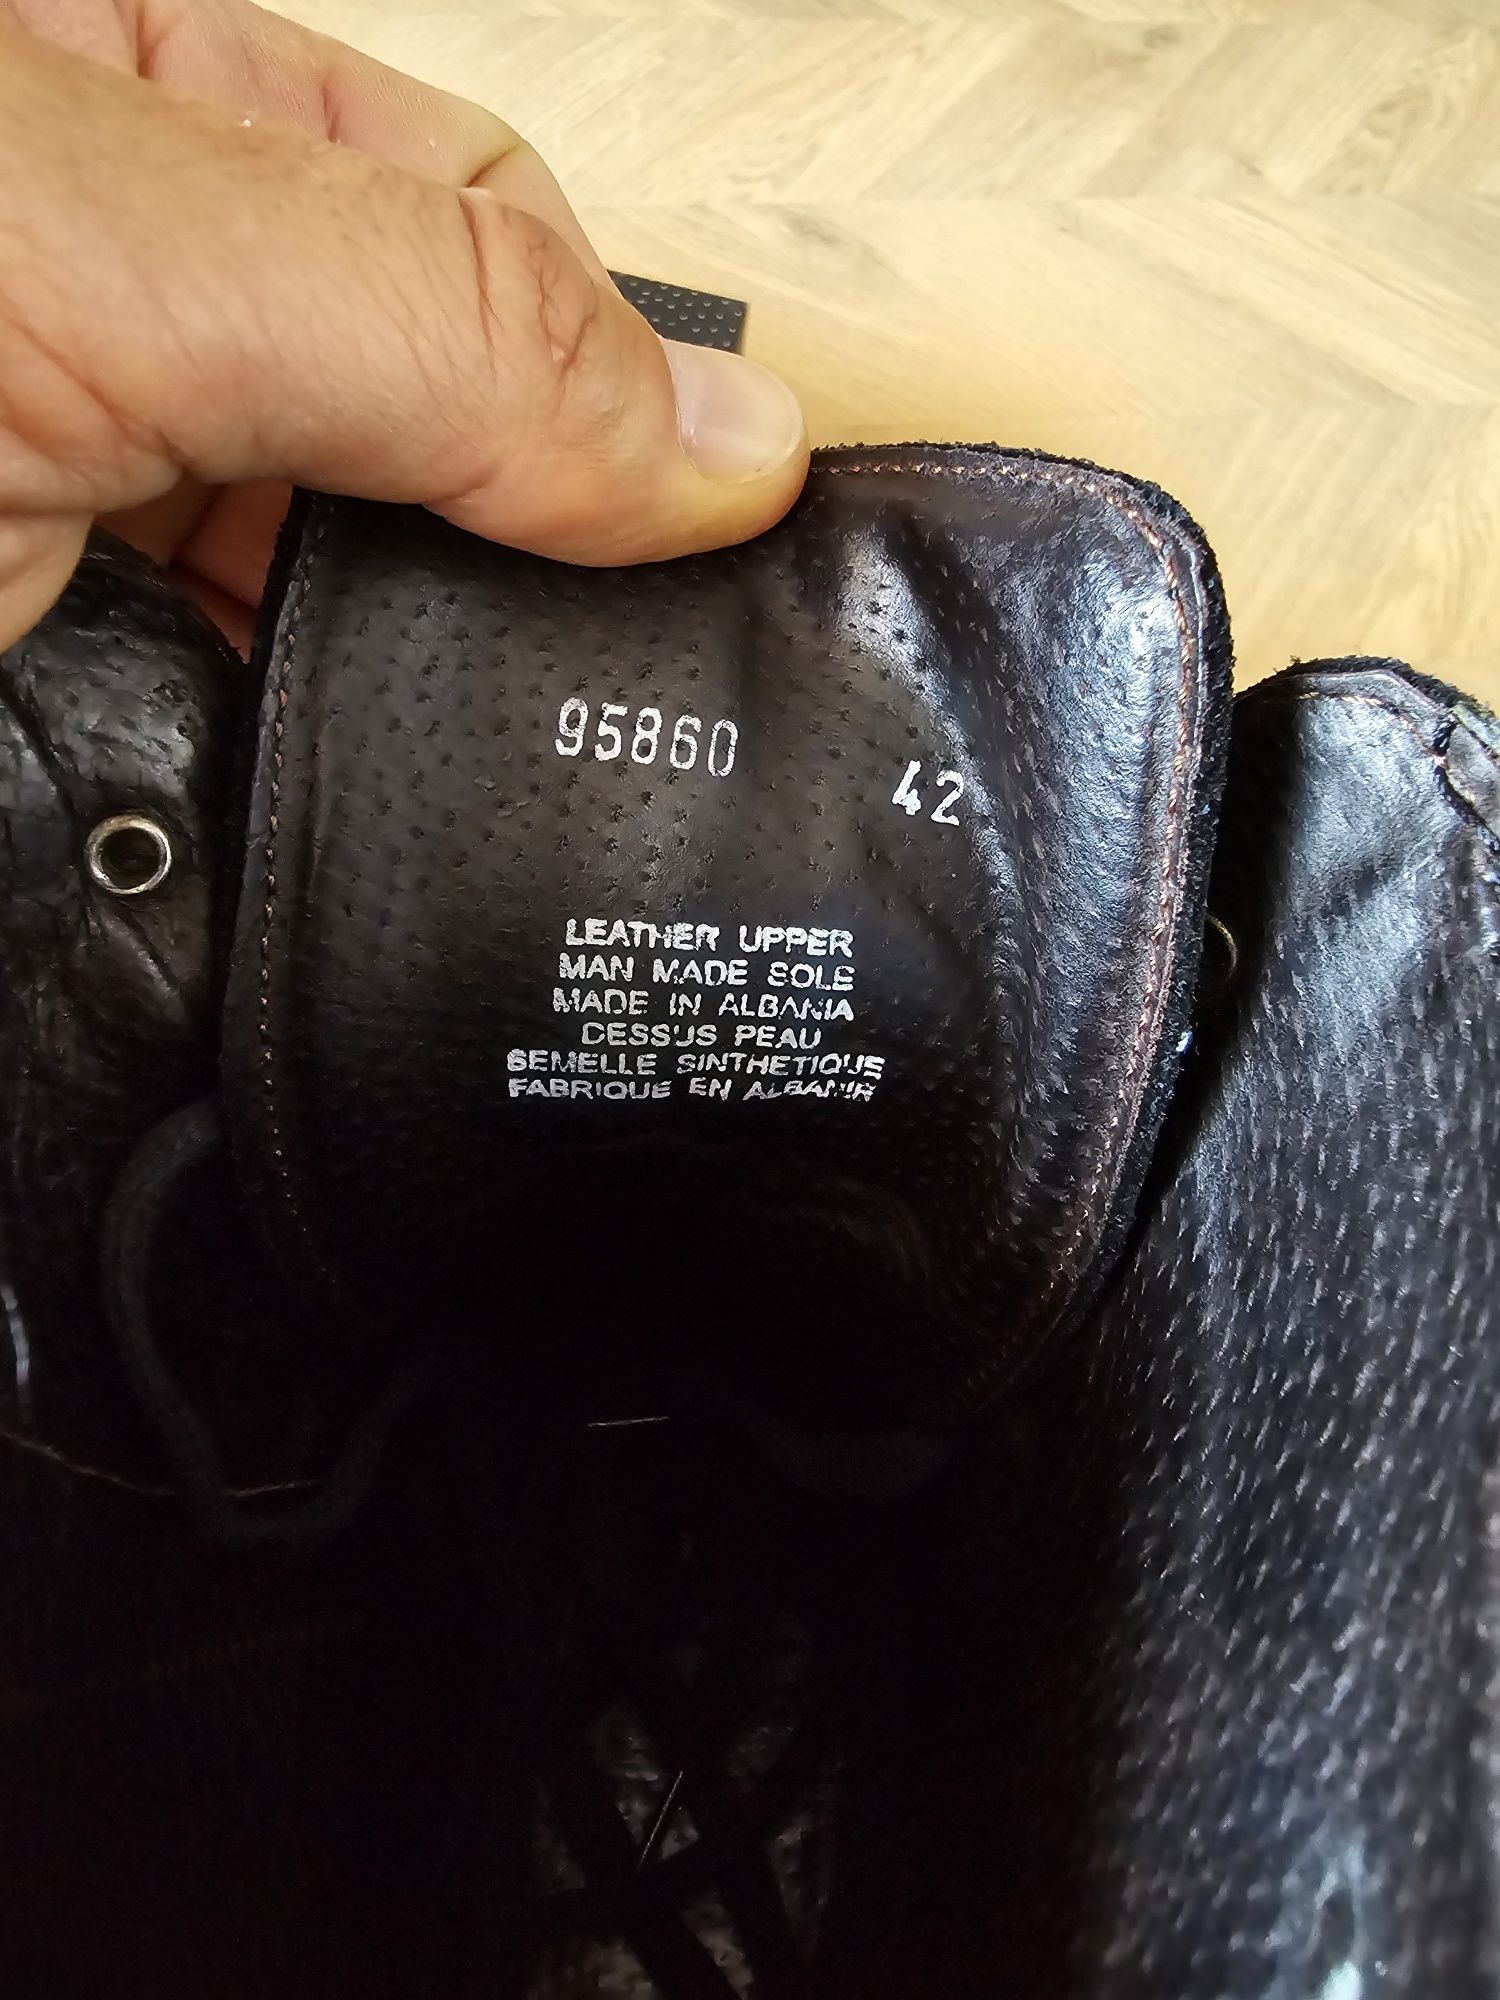 95860
42
LEATHER UPPER
MAN MADE SOLE
MADE IN ALBANIA
DESSUS PEAU
SEMELLE SINTHETIQUE
FABRIQUE EN ALBANIE